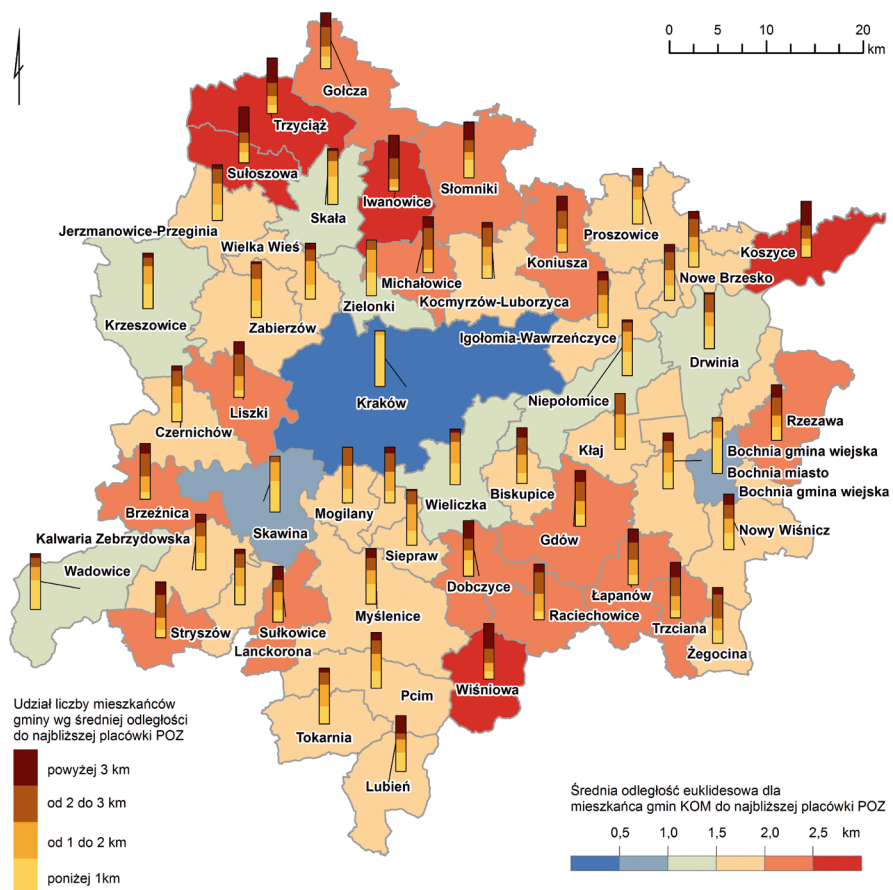 0 5 10 20
km
Gołcza
Trzyciąż
Sułoszowa
Iwanowice
Słomniki
Skała
Jerzmanowice-Przeginia
Proszowice
Koszyce
Wielka Wieś
Michałowice
Koniusza
Nowe Brzesko
Zielonki
Kocmyrzów-Luborzyca
Krzeszowice
Zabierzów
Igołomia-Wawrzeńczyce
Drwinia
Kraków
Niepołomice
Liszki
Czernichów
Rzezawa
Kłaj
Bochnia gmina wiejska
Bochnia miasto
Bochnia gmina wiejska
Brzeźnica
Skawina
Mogilany
Wieliczka
Biskupice
Nowy Wiśnicz
Kalwaria Zebrzydowska
Siepraw
Gdów
Wadowice
Dobczyce
Łapanów
Myślenice
Raciechowice
Trzciana
Stryszów
Sułkowice
Lanckorona
Żegocina
Wiśniowa
Pcim
Tokarnia
Lubień
Udział liczby mieszkańców
gminy wg średniej odległości
do najbliższej placówki POZ
powyżej 3 km
od 2 do 3 km
od 1 do 2 km
poniżej 1km
Średnia odległość euklidesowa dla
mieszkańca gmin KOM do najbliższej placówki POZ
0,5 1,0 1,5 2,0 2,5 km